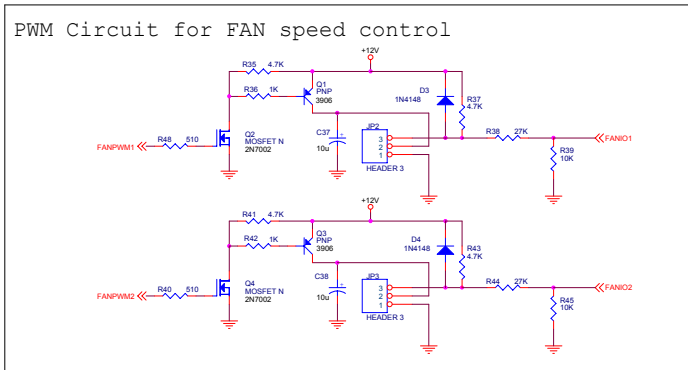 PWM Circuit for FAN speed control
+12V
R35 4.7K
R36 1K
Q1
PNP
3906
D3
1N4148
R37
4.7K
C37
10u
JP2
3
2
1
HEADER 3
R38 27K
FANIO1
R39
10K
FANPWM1
R48 510
Q2
MOSFET N
2N7002
+12V
R41 4.7K
R42 1K
Q3
PNP
3906
D4
1N4148
R43
4.7K
C38
10u
JP3
3
2
1
HEADER 3
R44 27K
FANIO2
R45
10K
FANPWM2
R40 510
Q4
MOSFET N
2N7002